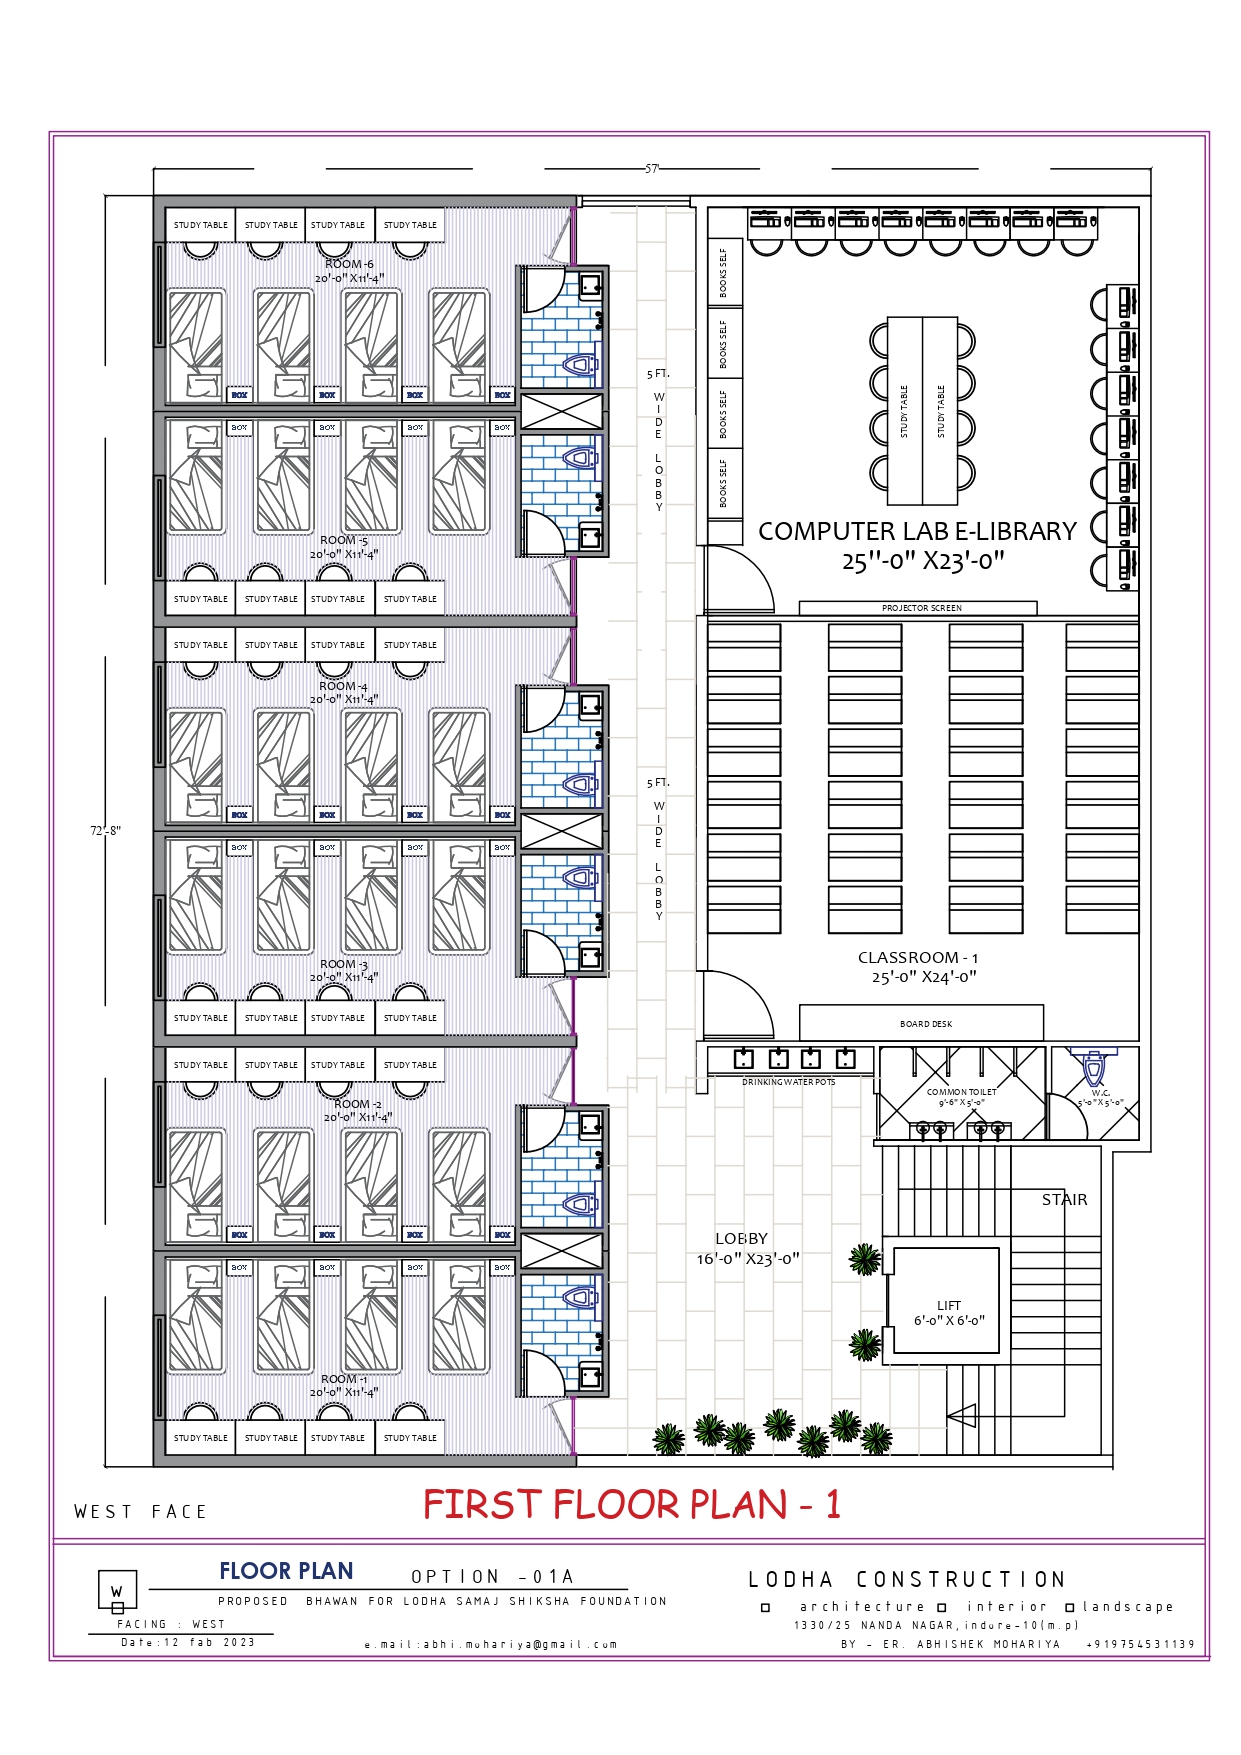 57'
STUDY TABLE STUDY TABLE STUDY TABLE STUDY TABLE
ROOM -6
20'-0" X11'-4"
BOX BOX BOX BOX
BOX BOX BOX BOX
ROOM -5
20'-0" X11'-4"
STUDY TABLE STUDY TABLE STUDY TABLE STUDY TABLE
STUDY TABLE STUDY TABLE STUDY TABLE STUDY TABLE
ROOM -4
20'-0" X11'-4"
BOX BOX BOX BOX
72'-8"
BOX BOX BOX BOX
ROOM -3
20'-0" X11'-4"
STUDY TABLE STUDY TABLE STUDY TABLE STUDY TABLE
STUDY TABLE STUDY TABLE STUDY TABLE STUDY TABLE
ROOM -2
20'-0" X11'-4"
BOX BOX BOX BOX
BOX BOX BOX BOX
ROOM -1
20'-0" X11'-4"
STUDY TABLE STUDY TABLE STUDY TABLE STUDY TABLE
5 FT. WIDE LOBBY
5 FT. WIDE LOBBY
BOOKS SELF
BOOKS SELF
BOOKS SELF
BOOKS SELF
STUDY TABLE
STUDY TABLE
COMPUTER LAB E-LIBRARY
25''-0" X23'-0"
PROJECTOR SCREEN
CLASSROOM - 1
25'-0" X24'-0"
BOARD DESK
DRINKING WATER POTS
COMMON TOILET
9'-6" X 5'-0"
W.C.
5'-0" X 5'-0"
STAIR
LOBBY
16'-0" X23'-0"
LIFT
6'-0" X 6'-0"
WEST FACE
FIRST FLOOR PLAN - 1
W
FACING : WEST
Date:12 fab 2023
FLOOR PLAN OPTION -01A
PROPOSED BHAWAN FOR LODHA SAMAJ SHIKSHA FOUNDATION
e.mail:abhi.mohariya@gmail.com
LODHA CONSTRUCTION
architecture interior landscape
1330/25 NANDA NAGAR,indore-10(m.p)
BY - ER. ABHISHEK MOHARIYA +919754531139